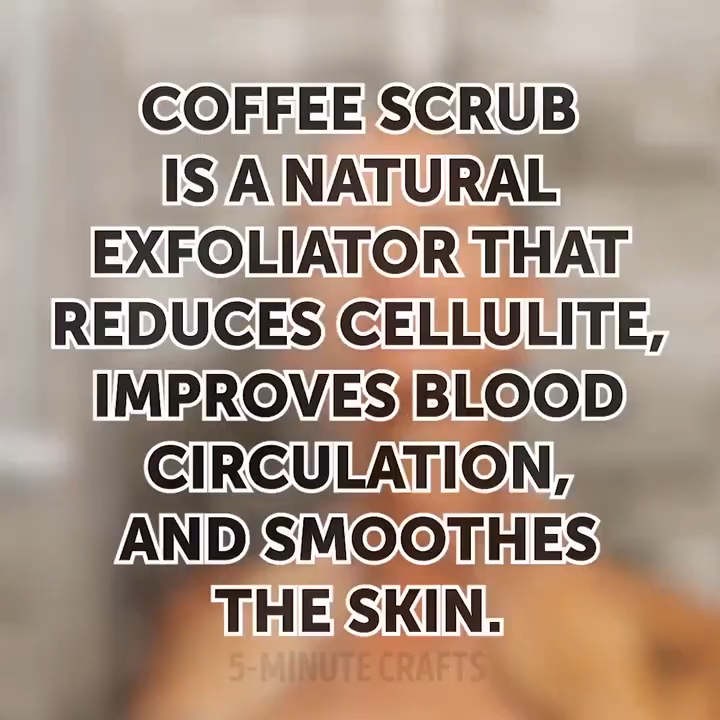 COFFEE SCRUB
IS A NATURAL
EXFOLIATOR THAT
REDUCES CELLULITE,
IMPROVES BLOOD
CIRCULATION,
AND SMOOTHES
THE SKIN.
5-MINUTE CRAFTS